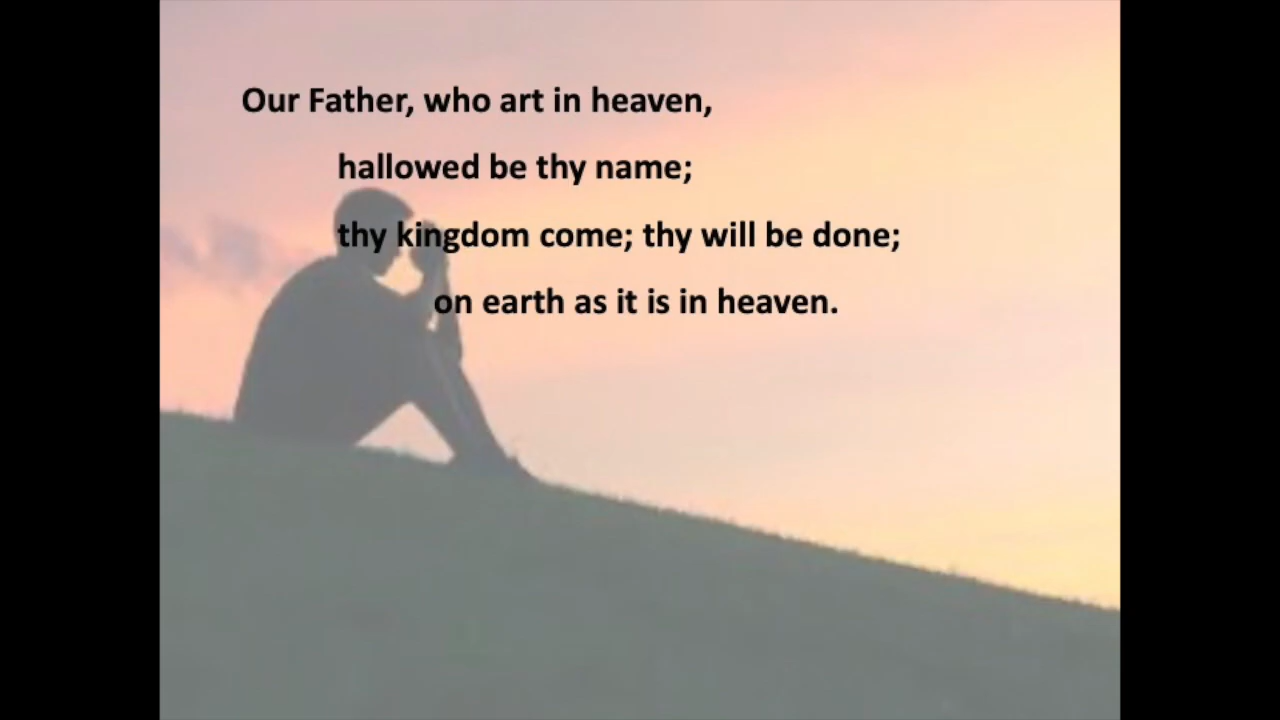 Our Father, who art in heaven,
hallowed be thy name;
thy kingdom come; thy will be done;
on earth as it is in heaven.